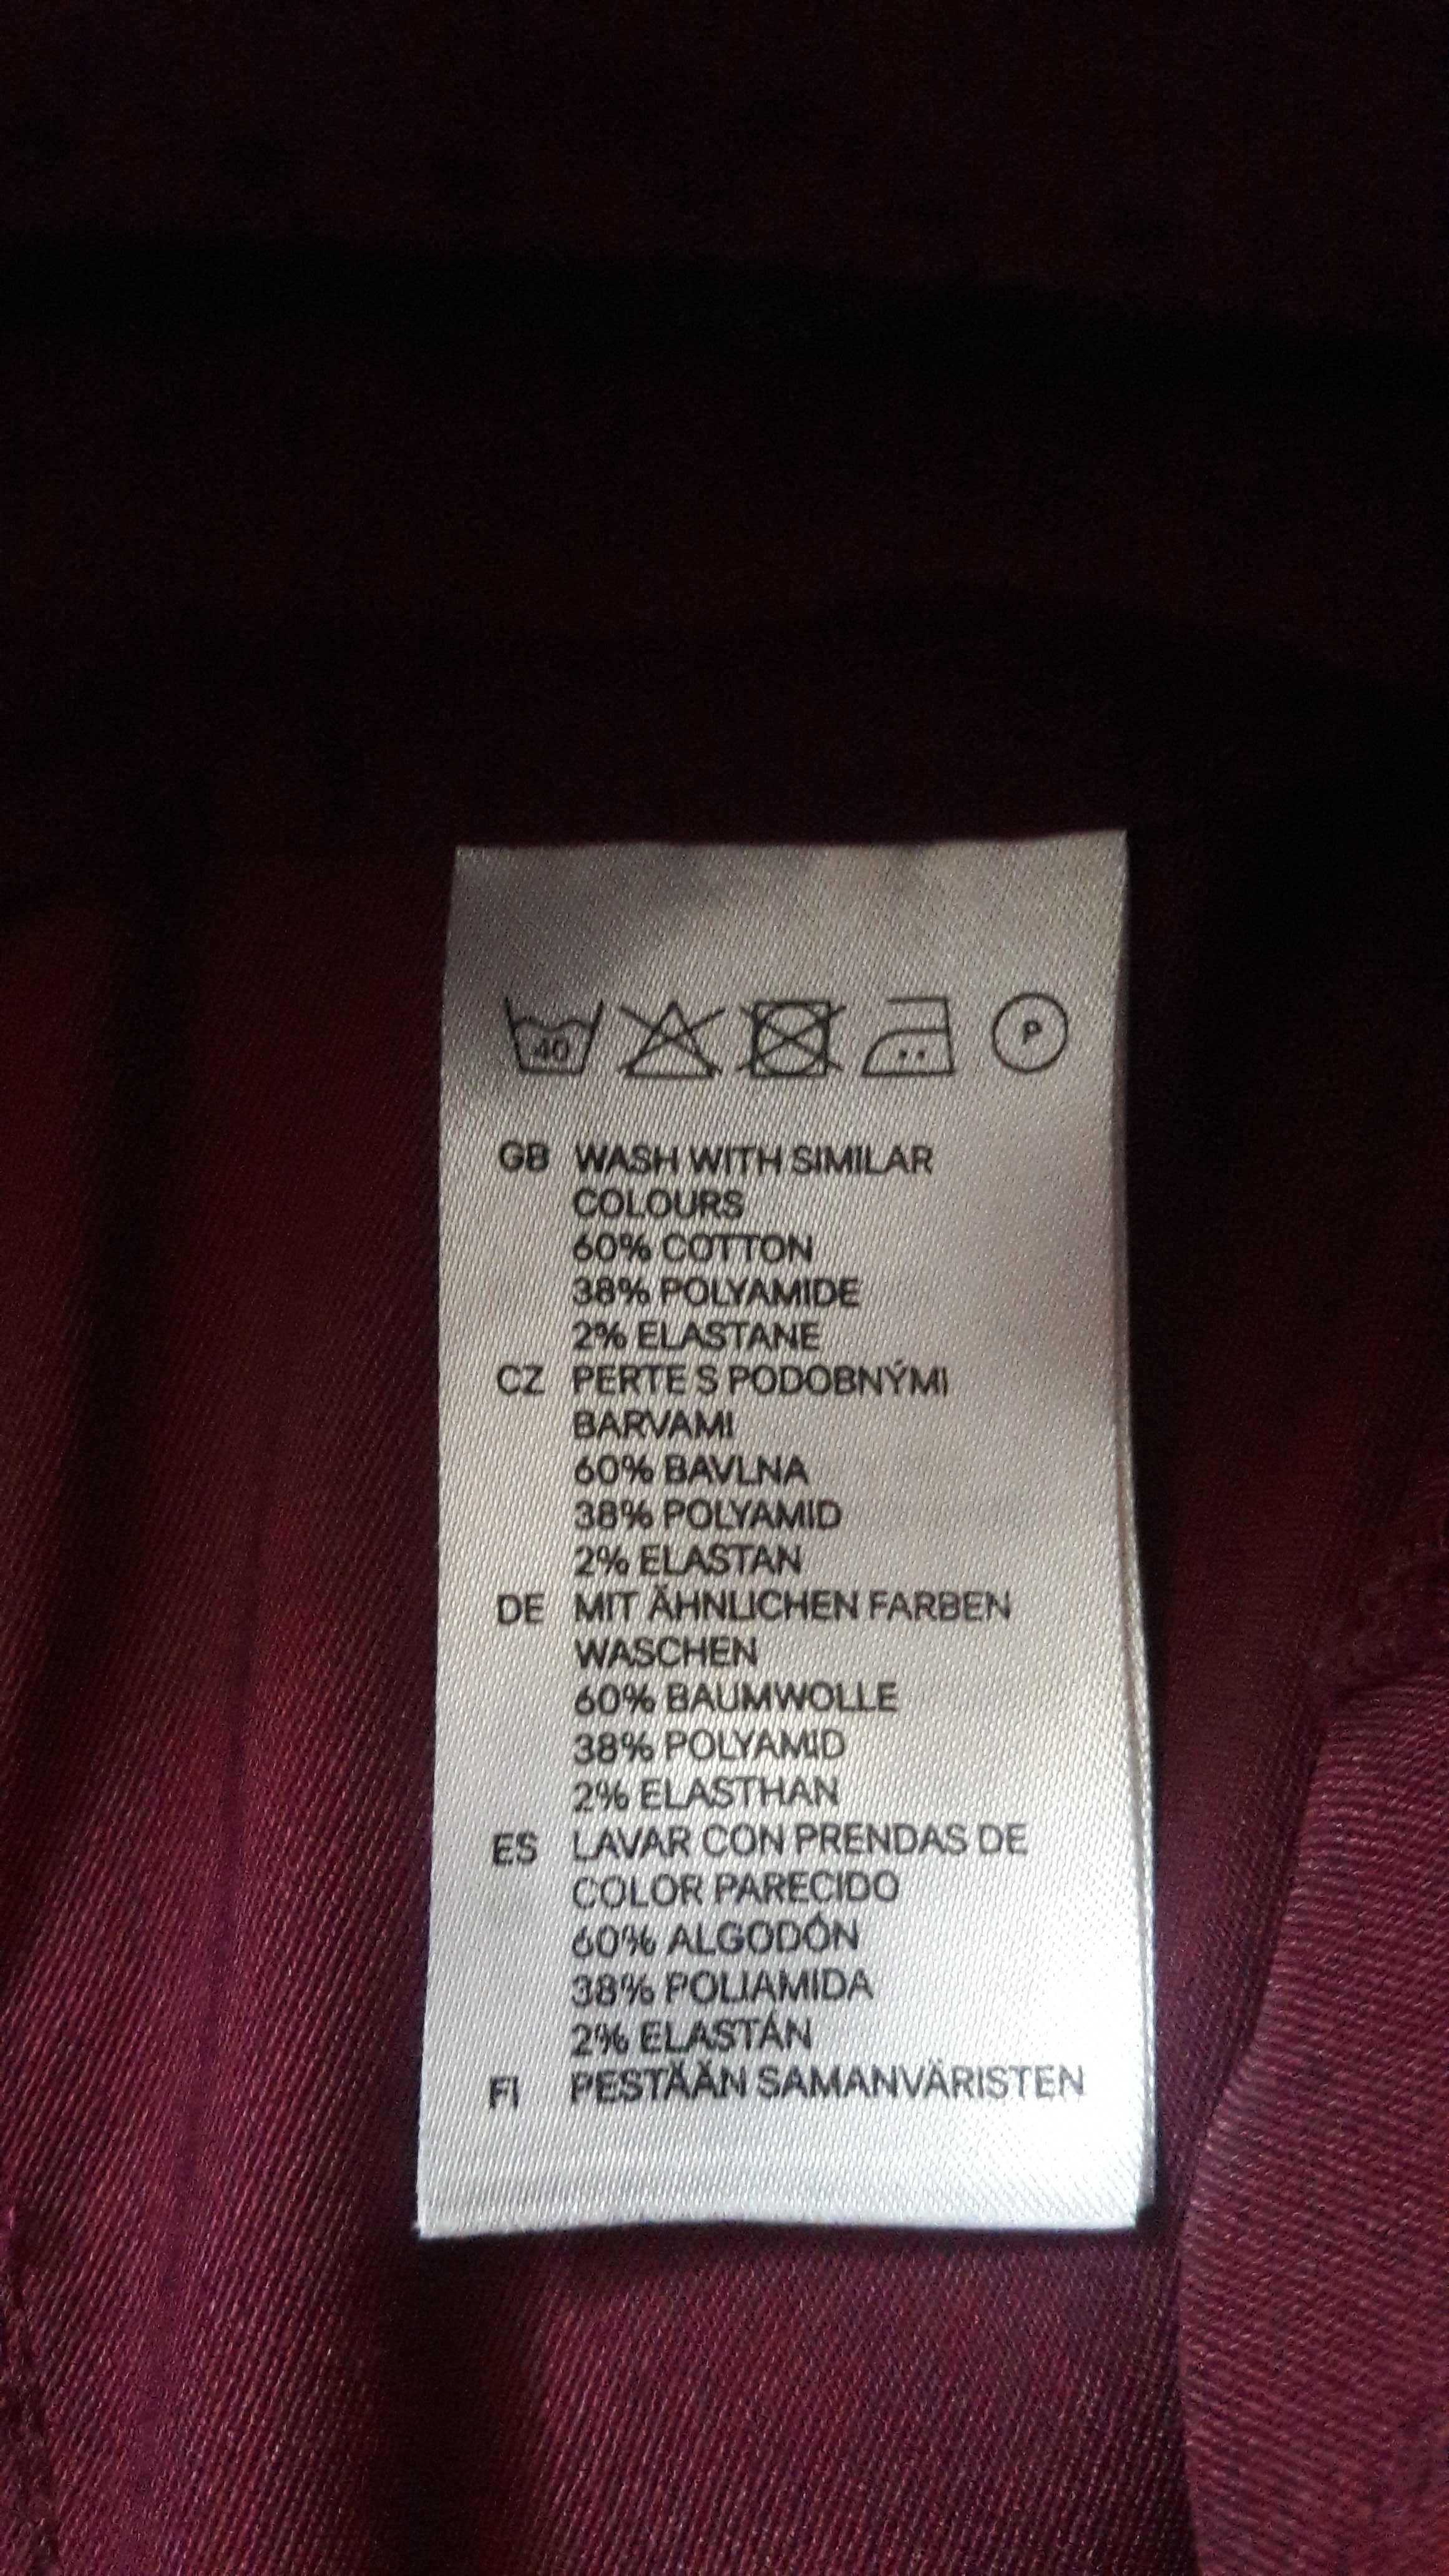 40
P
GB WASH WITH SIMILAR
COLOURS
60% COTTON
38% POLYAMIDE
2% ELASTANE
CZ PERTE S PODOBNÝMI
BARVAMI
60% BAVLNA
38% POLYAMID
2% ELASTAN
DE MIT ÄHNLICHEN FARBEN
WASCHEN
60% BAUMWOLLE
38% POLYAMID
2% ELASTHAN
ES LAVAR CON PRENDAS DE
COLOR PARECIDO
60% ALGODÓN
38% POLIAMIDA
2% ELASTÁN
FI PESTÄÄN SAMANVÄRISTEN